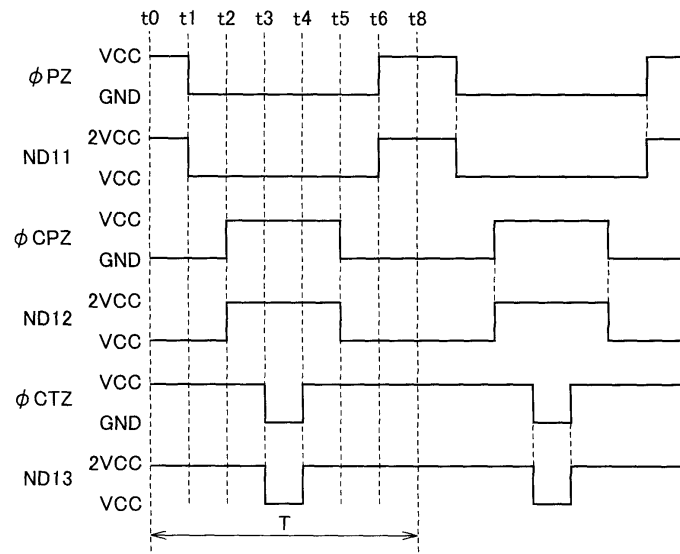 t0 t1 t2 t3 t4 t5 t6 t8
VCC
φPZ
GND
2VCC
ND11
VCC
VCC
φCPZ
GND
2VCC
ND12
VCC
VCC
φCTZ
GND
2VCC
ND13
VCC
T